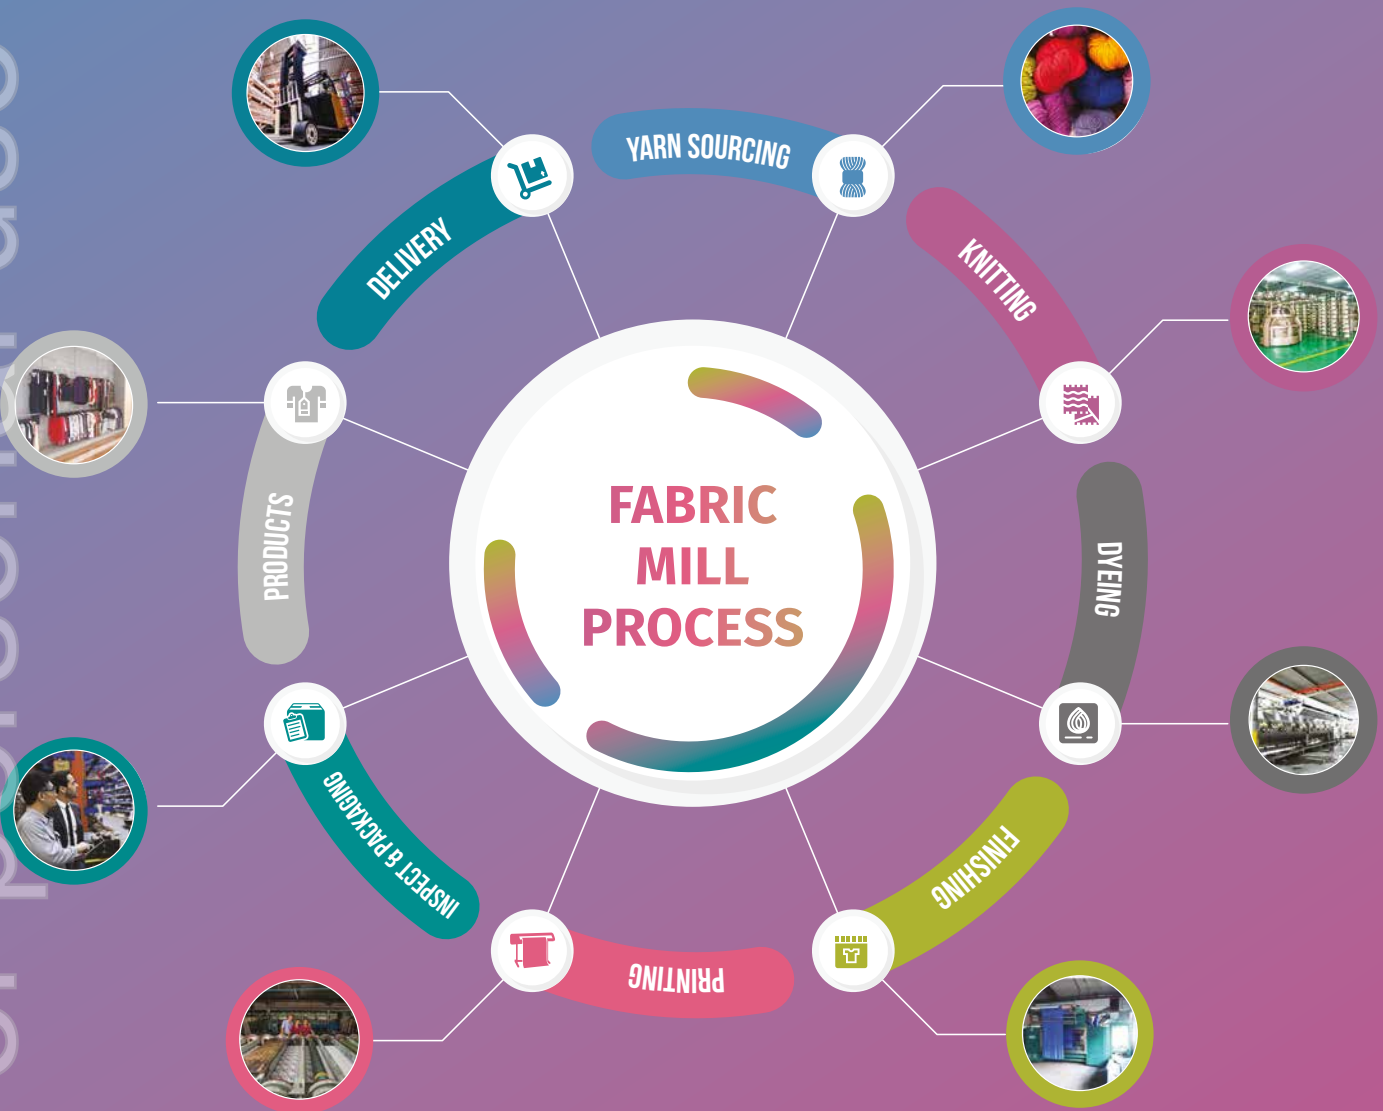 YARN SOURCING
KNITTING
DYEING
FINISHING
PRINTING
INSPECT & PACKAGING
PRODUCTS
DELIVERY
FABRIC
MILL
PROCESS